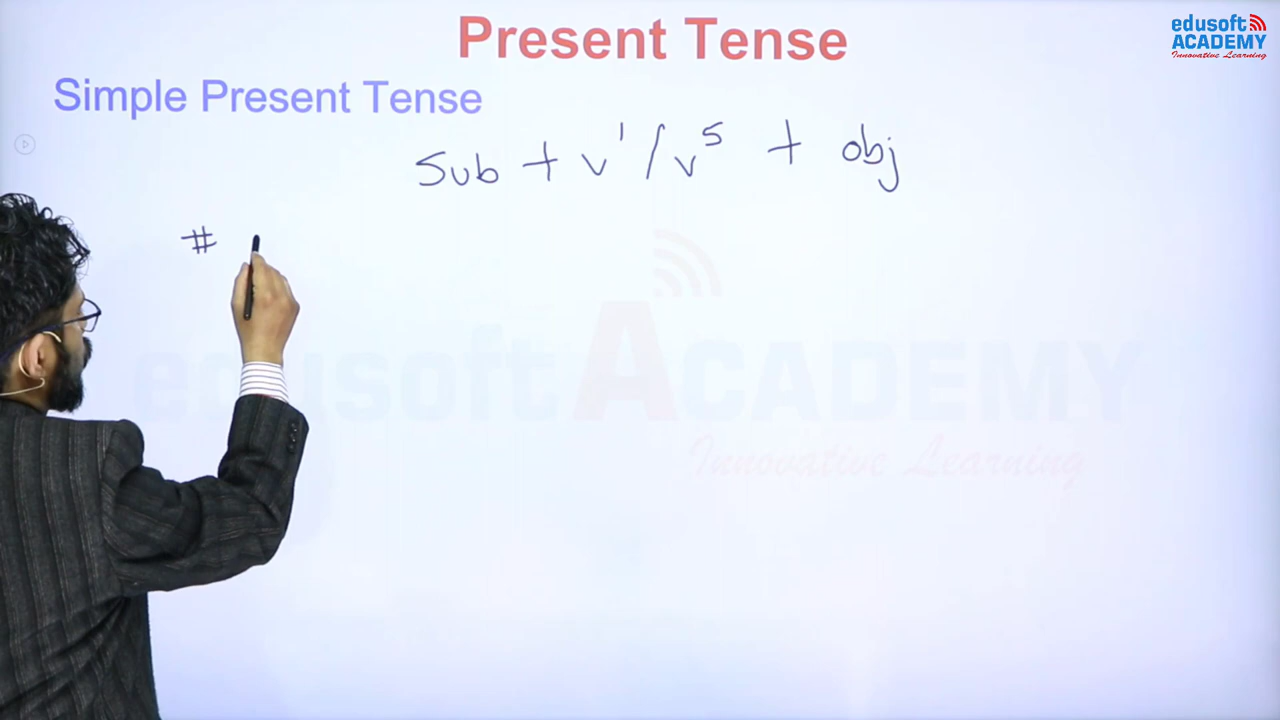 Present Tense
edusoft
ACADEMY
Innovative Learning
Simple Present Tense
Sub + v¹ / v⁵ + obj
#
edusoft ACADEMY
Innovative Learning